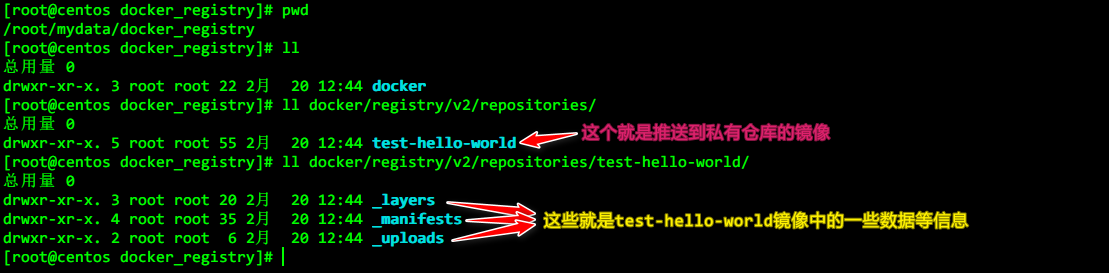 [root@centos docker_registry]# pwd
/root/mydata/docker_registry
[root@centos docker_registry]# ll
总用量 0
drwxr-xr-x. 3 root root 22 2月  20 12:44 docker
[root@centos docker_registry]# ll docker/registry/v2/repositories/
总用量 0
drwxr-xr-x. 5 root root 55 2月  20 12:44 test-hello-world 这个就是推送到私有仓库的镜像
[root@centos docker_registry]# ll docker/registry/v2/repositories/test-hello-world/
总用量 0
drwxr-xr-x. 3 root root 20 2月  20 12:44 _layers
drwxr-xr-x. 4 root root 35 2月  20 12:44 _manifests 这些就是test-hello-world镜像中的一些数据等信息
drwxr-xr-x. 2 root root  6 2月  20 12:44 _uploads
[root@centos docker_registry]#